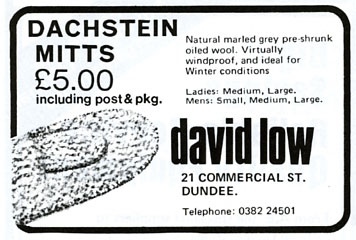 DACHSTEIN
MITTS
£5.00
including post & pkg.
Natural marled grey pre-shrunk
oiled wool. Virtually
windproof, and ideal for
Winter conditions
Ladies: Medium, Large.
Mens: Small, Medium, Large.
david low
21 COMMERCIAL ST.
DUNDEE.
Telephone: 0382 24501